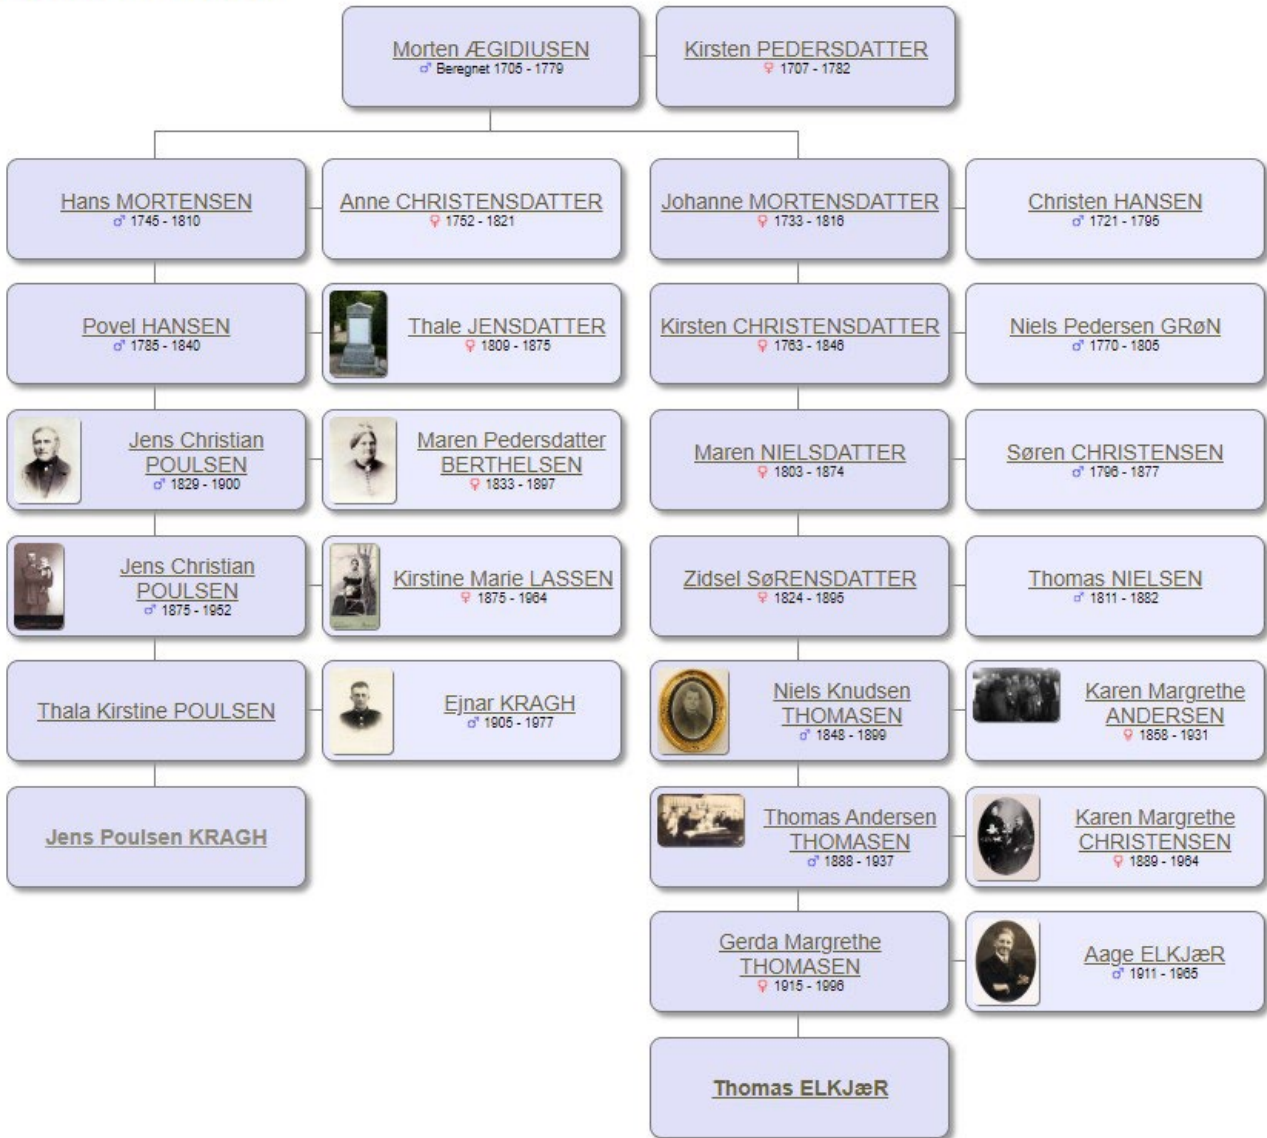 Morten ÆGIDIUSEN
♂ Beregnet 1705 - 1779
Kirsten PEDERSDATTER
♀ 1707 - 1782
Hans MORTENSEN
♂ 1745 - 1810
Anne CHRISTENSDATTER
♀ 1752 - 1821
Johanne MORTENSDATTER
♀ 1733 - 1816
Christen HANSEN
♂ 1721 - 1795
Povel HANSEN
♂ 1785 - 1840
Thale JENSDATTER
♀ 1809 - 1875
Kirsten CHRISTENSDATTER
♀ 1763 - 1846
Niels Pedersen GRøN
♂ 1770 - 1805
Jens Christian
POULSEN
♂ 1829 - 1900
Maren Pedersdatter
BERTHELSEN
♀ 1833 - 1897
Maren NIELSDATTER
♀ 1803 - 1874
Søren CHRISTENSEN
♂ 1796 - 1877
Jens Christian
POULSEN
♂ 1875 - 1952
Kirstine Marie LASSEN
♀ 1875 - 1964
Zidsel SøRENSDATTER
♀ 1824 - 1895
Thomas NIELSEN
♂ 1811 - 1882
Thala Kirstine POULSEN
Ejnar KRAGH
♂ 1905 - 1977
Niels Knudsen
THOMASEN
♂ 1848 - 1899
Karen Margrethe
ANDERSEN
♀ 1858 - 1931
Jens Poulsen KRAGH
Thomas Andersen
THOMASEN
♂ 1888 - 1937
Karen Margrethe
CHRISTENSEN
♀ 1889 - 1964
Gerda Margrethe
THOMASEN
♀ 1915 - 1996
Aage ELKJæR
♂ 1911 - 1965
Thomas ELKJæR